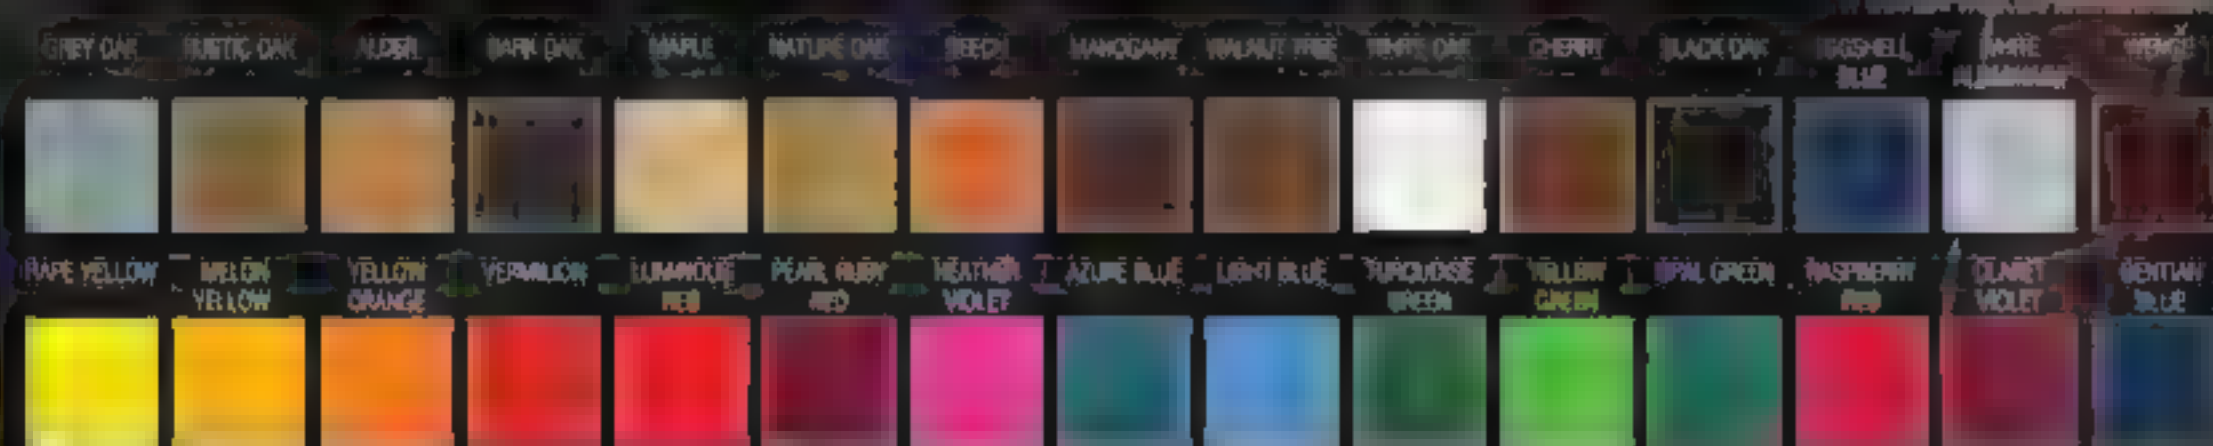 GREY OAK RUSTIC OAK ALDER DARK OAK MAPLE NATURE OAK BEECH MAHOGANY WALNUT TREE WHITE OAK CHERRY BLACK OAK EGGSHELL WHITE WENGE
BLUE
RAPE YELLOW MELON YELLOW VERMILION LUMINOUS PEARL RUBY HEATHER AZURE BLUE LIGHT BLUE TURQUOISE YELLOW OPAL GREEN RASPBERRY CLARET GENTIAN
YELLOW ORANGE RED RED VIOLET GREEN GREEN RED VIOLET BLUE